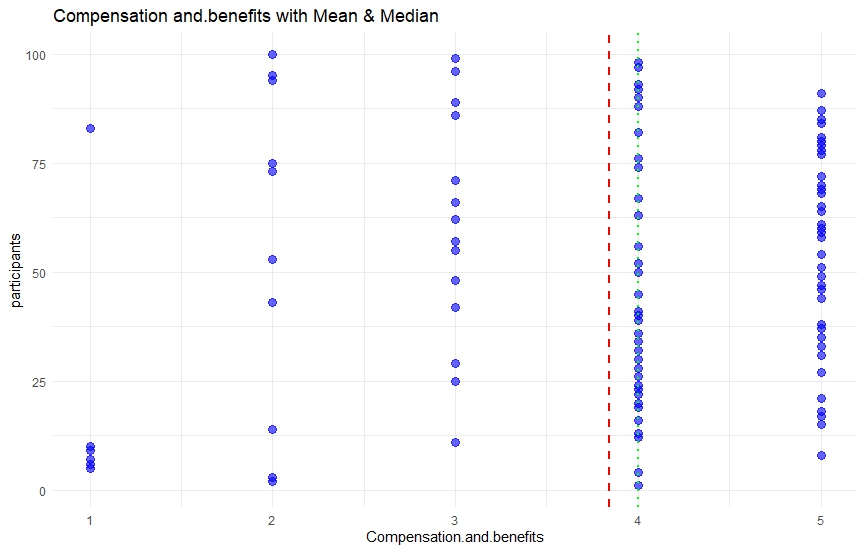 Compensation and.benefits with Mean & Median
100
75
50
25
0
participants
1 2 3 4 5
Compensation.and.benefits